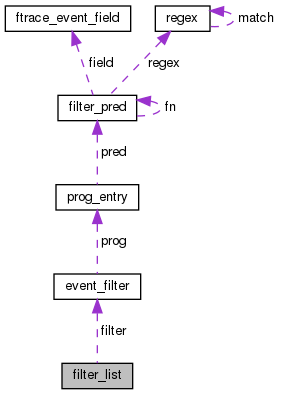 ftrace_event_field
regex
match
field
regex
filter_pred
fn
pred
prog_entry
prog
event_filter
filter
filter_list